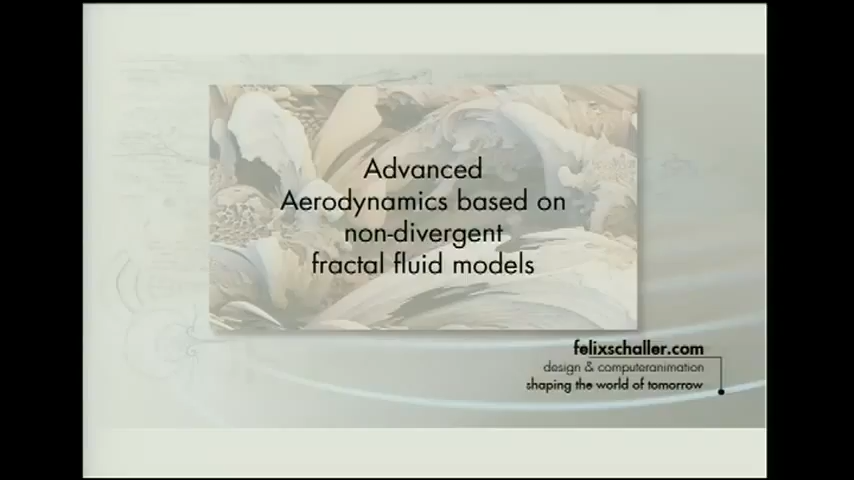 Advanced
Aerodynamics based on
non-divergent
fractal fluid models
felixschaller.com
design & computeranimation
shaping the world of tomorrow